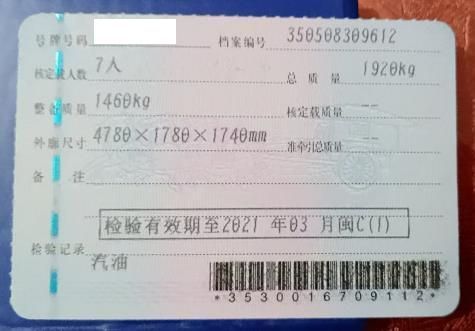 号牌号码 档案编号 350508309612
核定载人数 7人 总质量 1920kg
整备质量 1460kg 核定载质量 --
外廓尺寸 4780×1780×1740mm 准牵引总质量 --
备注
检验有效期至2021 年03 月闽C(1)
检验记录
汽油
*3530016709112*